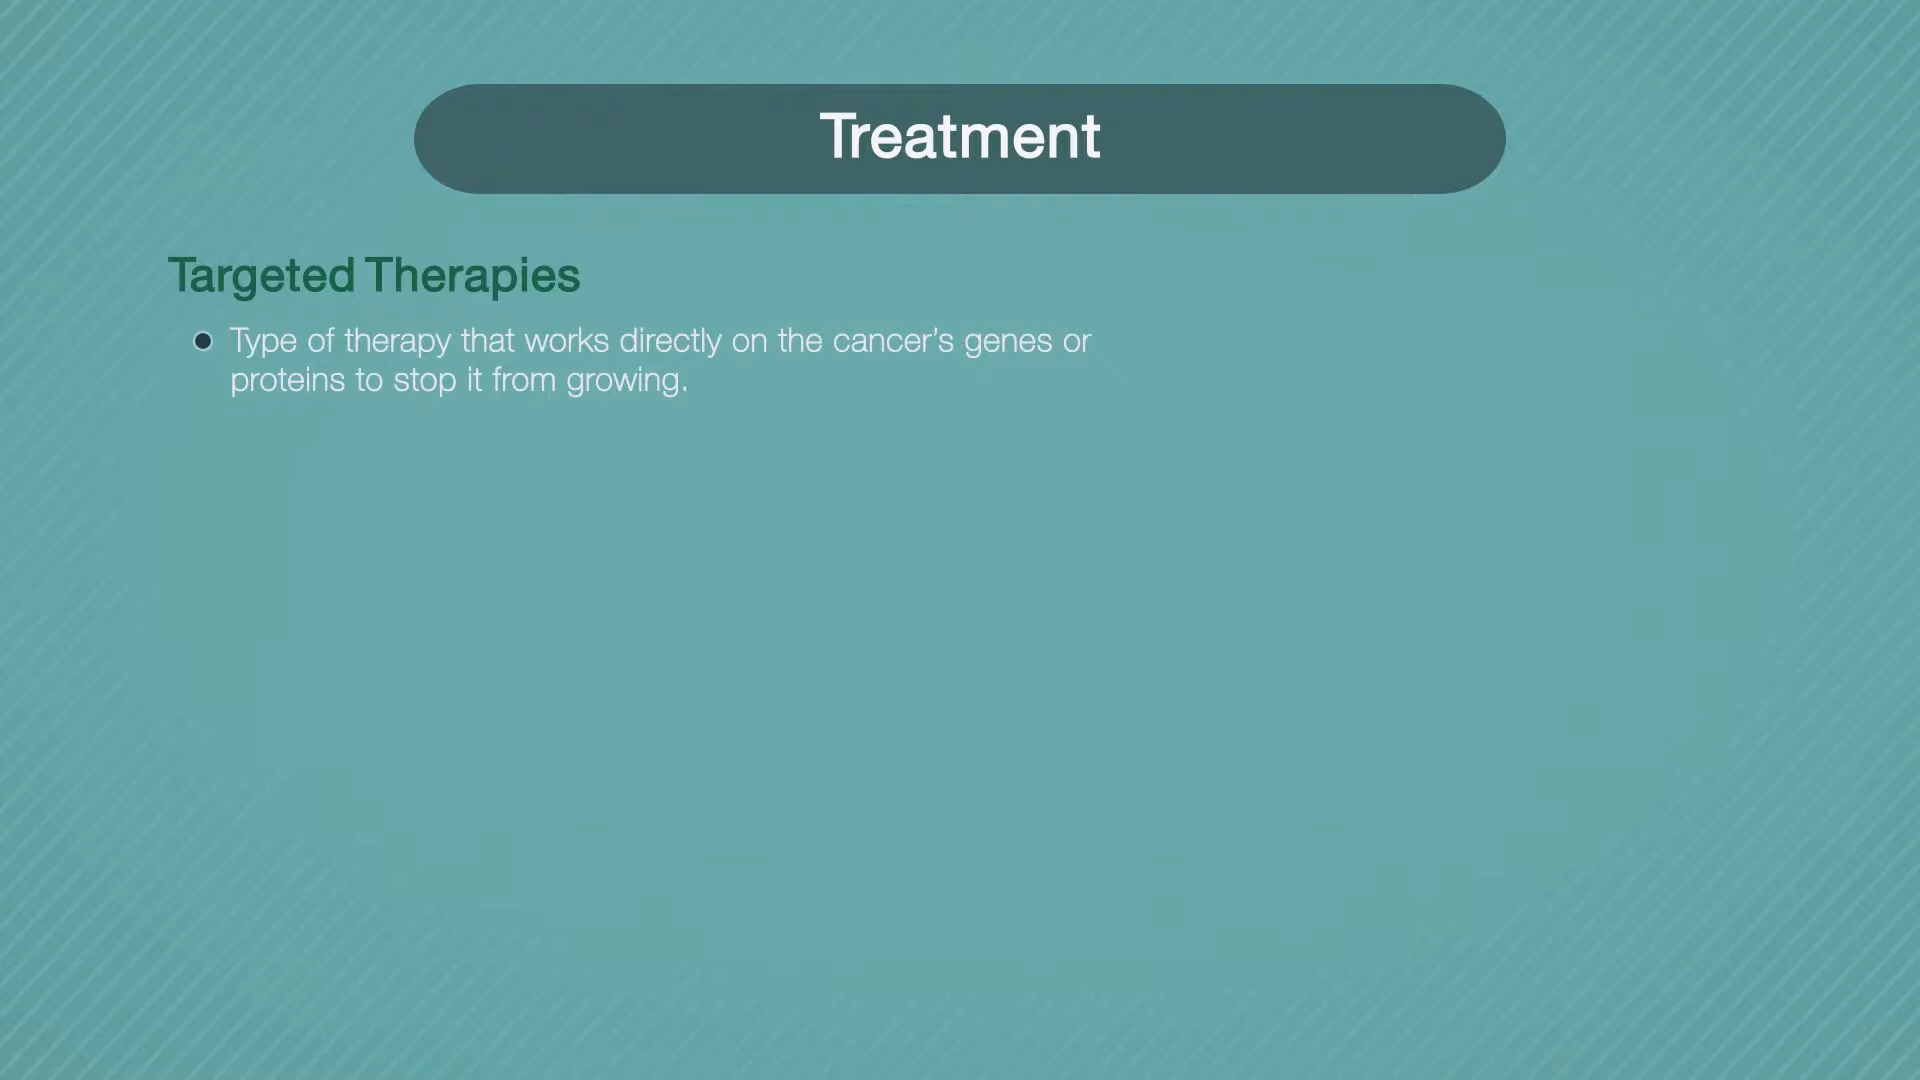 Treatment
Targeted Therapies
Type of therapy that works directly on the cancer’s genes or
proteins to stop it from growing.